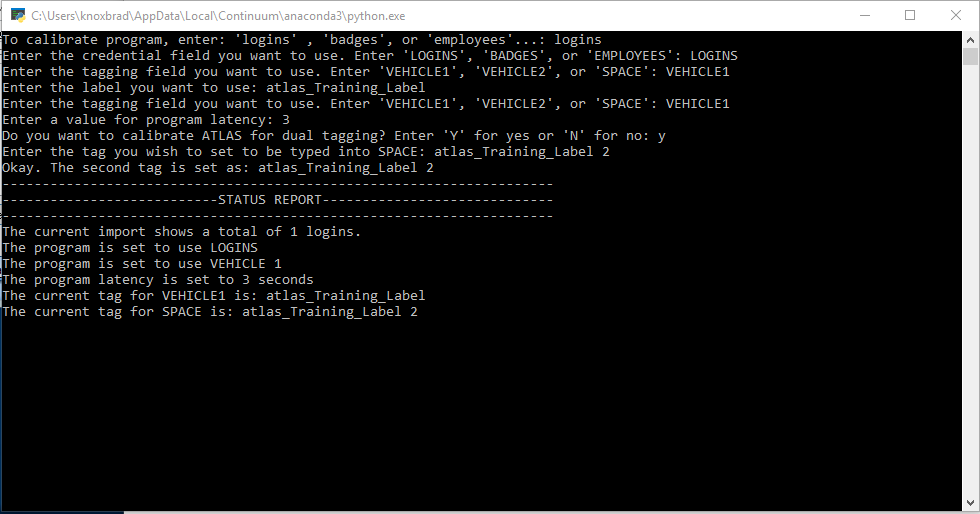 C:\Users\knoxbrad\AppData\Local\Continuum\anaconda3\python.exe
To calibrate program, enter: 'logins' , 'badges', or 'employees'...: logins
Enter the credential field you want to use. Enter 'LOGINS', 'BADGES', or 'EMPLOYEES': LOGINS
Enter the tagging field you want to use. Enter 'VEHICLE1', 'VEHICLE2', or 'SPACE': VEHICLE1
Enter the label you want to use: atlas_Training_Label
Enter the tagging field you want to use. Enter 'VEHICLE1', 'VEHICLE2', or 'SPACE': VEHICLE1
Enter a value for program latency: 3
Do you want to calibrate ATLAS for dual tagging? Enter 'Y' for yes or 'N' for no: y
Enter the tag you wish to set to be typed into SPACE: atlas_Training_Label 2
Okay. The second tag is set as: atlas_Training_Label 2
---------------------------------------------------------------------
---------------------------STATUS REPORT-----------------------------
---------------------------------------------------------------------
The current import shows a total of 1 logins.
The program is set to use LOGINS
The program is set to use VEHICLE 1
The program latency is set to 3 seconds
The current tag for VEHICLE1 is: atlas_Training_Label
The current tag for SPACE is: atlas_Training_Label 2